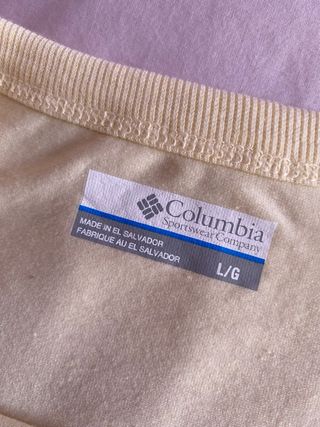 Columbia
Sportswear Company
MADE IN EL SALVADOR
FABRIQUE AU EL SALVADOR
L/G